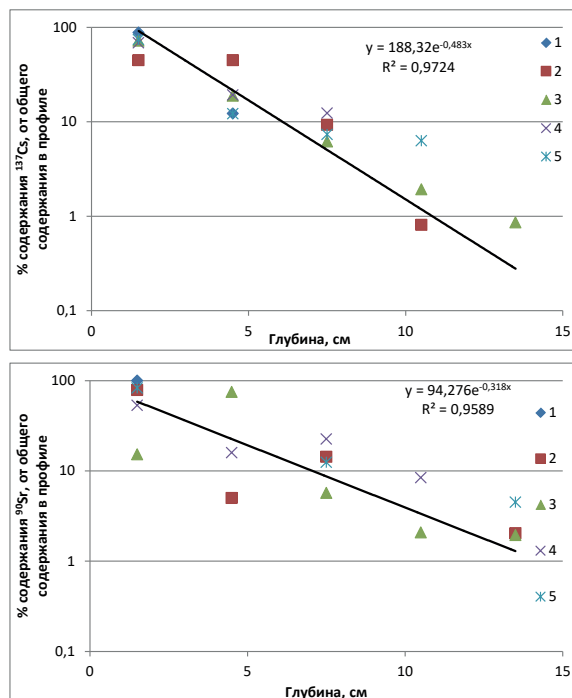 % содержания ¹³⁷Cs, от общего
содержания в профиле
100
10
1
0,1
y = 188,32e^-0,483x
R² = 0,9724
1
2
3
4
5
0
5
10
15
Глубина, см
% содержания ⁹⁰Sr, от общего
содержания в профиле
100
10
1
0,1
y = 94,276e^-0,318x
R² = 0,9589
1
2
3
4
5
0
5
10
15
Глубина, см